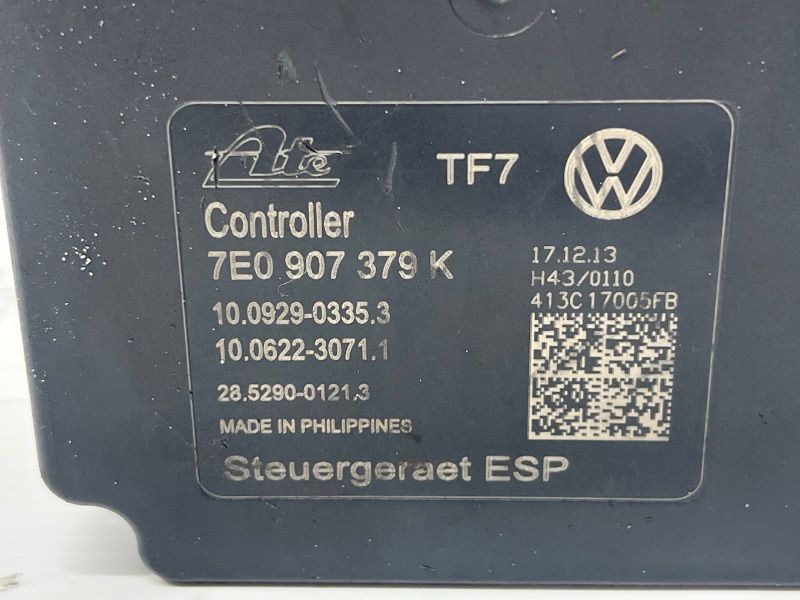 Ate
TF7
Controller
7E0 907 379 K
17.12.13
H43/0110
413C17005FB
10.0929-0335.3
10.0622-3071.1
28.5290-0121.3
MADE IN PHILIPPINES
Steuergeraet ESP